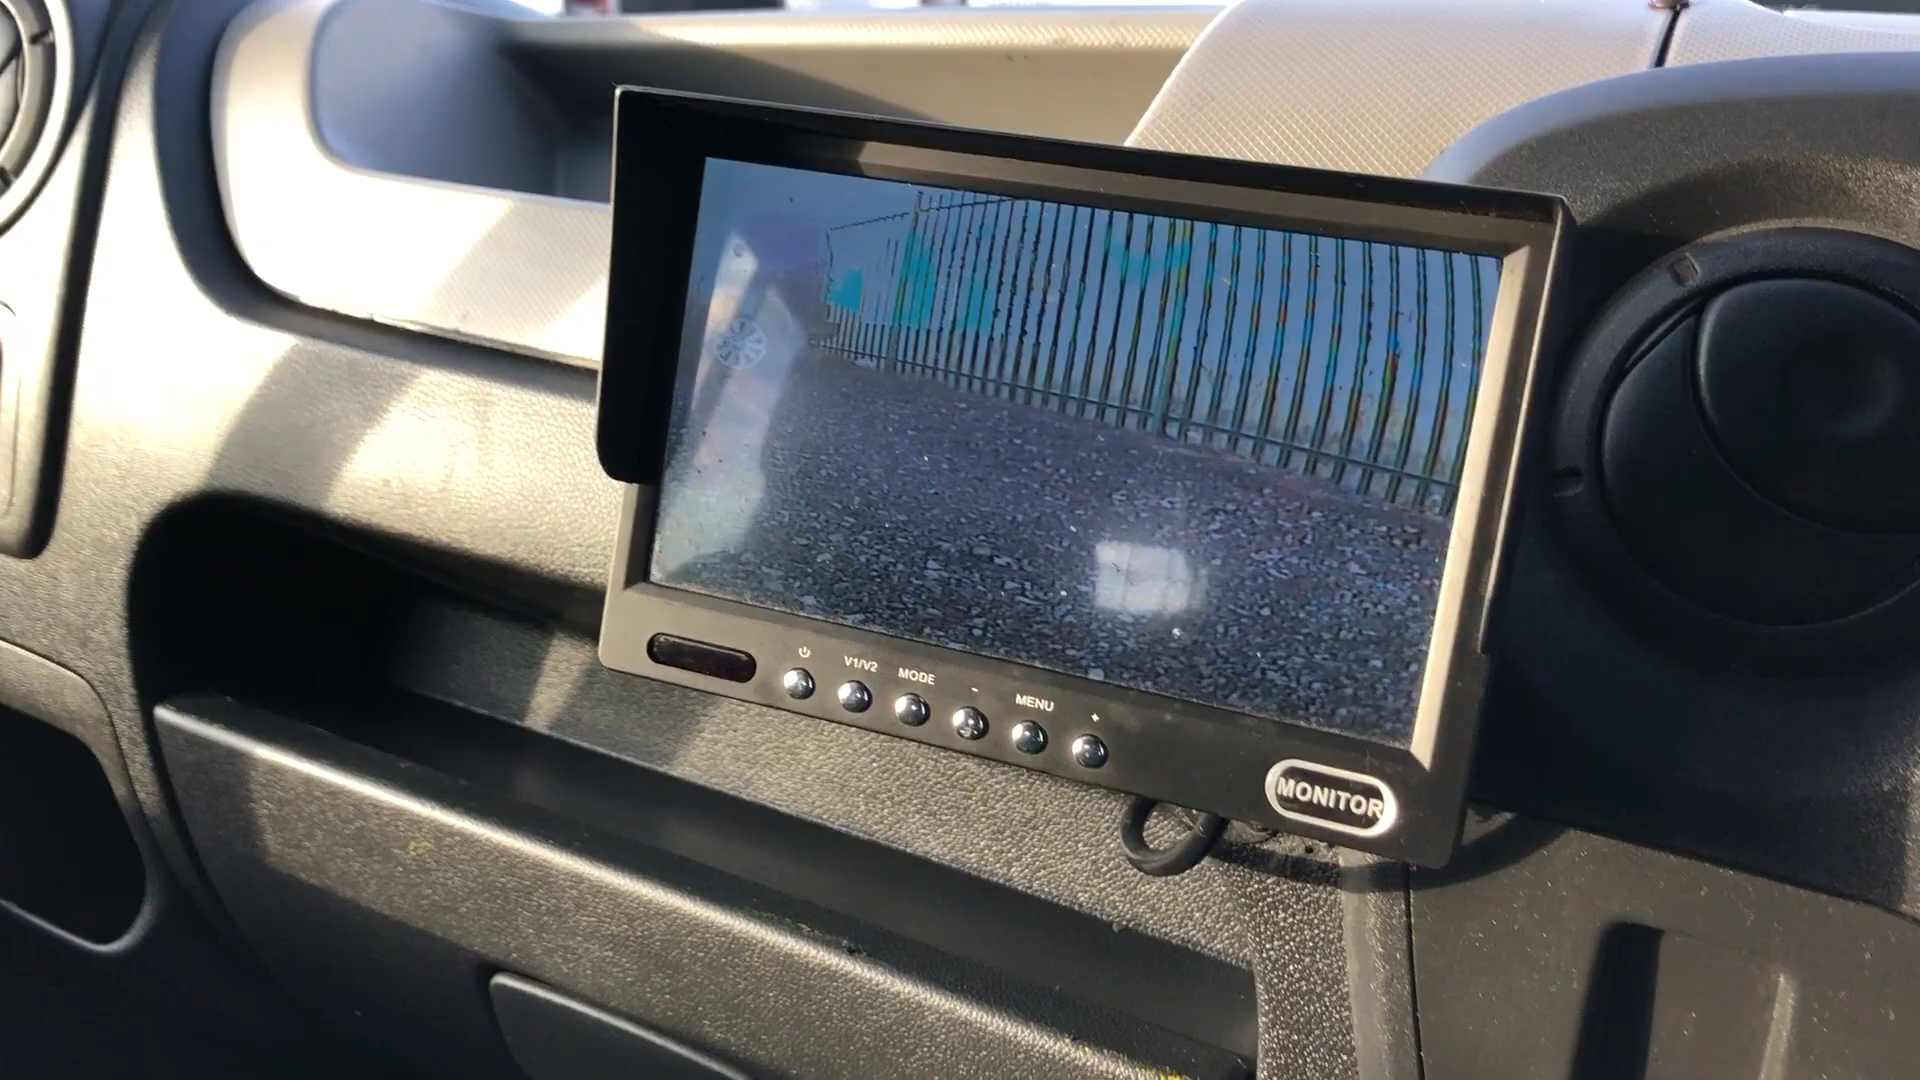 V1/V2
MODE
-
MENU
+
MONITOR